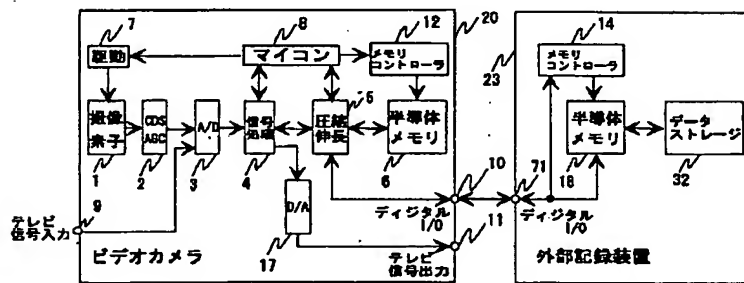 7
8
12
20
14
駆動
マイコン
メモリ
コントローラ
23
メモリ
コントローラ
5
撮像
素子
CDS
AGC
A/D
信号
処理
圧縮
伸長
半導体
メモリ
半導体
メモリ
データ
ストレージ
1
2
3
4
6
10
71
18
32
9
テレビ
信号入力
D/A
17
ディジタル
I/O
11
ディジタル
I/O
ビデオカメラ
テレビ
信号出力
外部記録装置